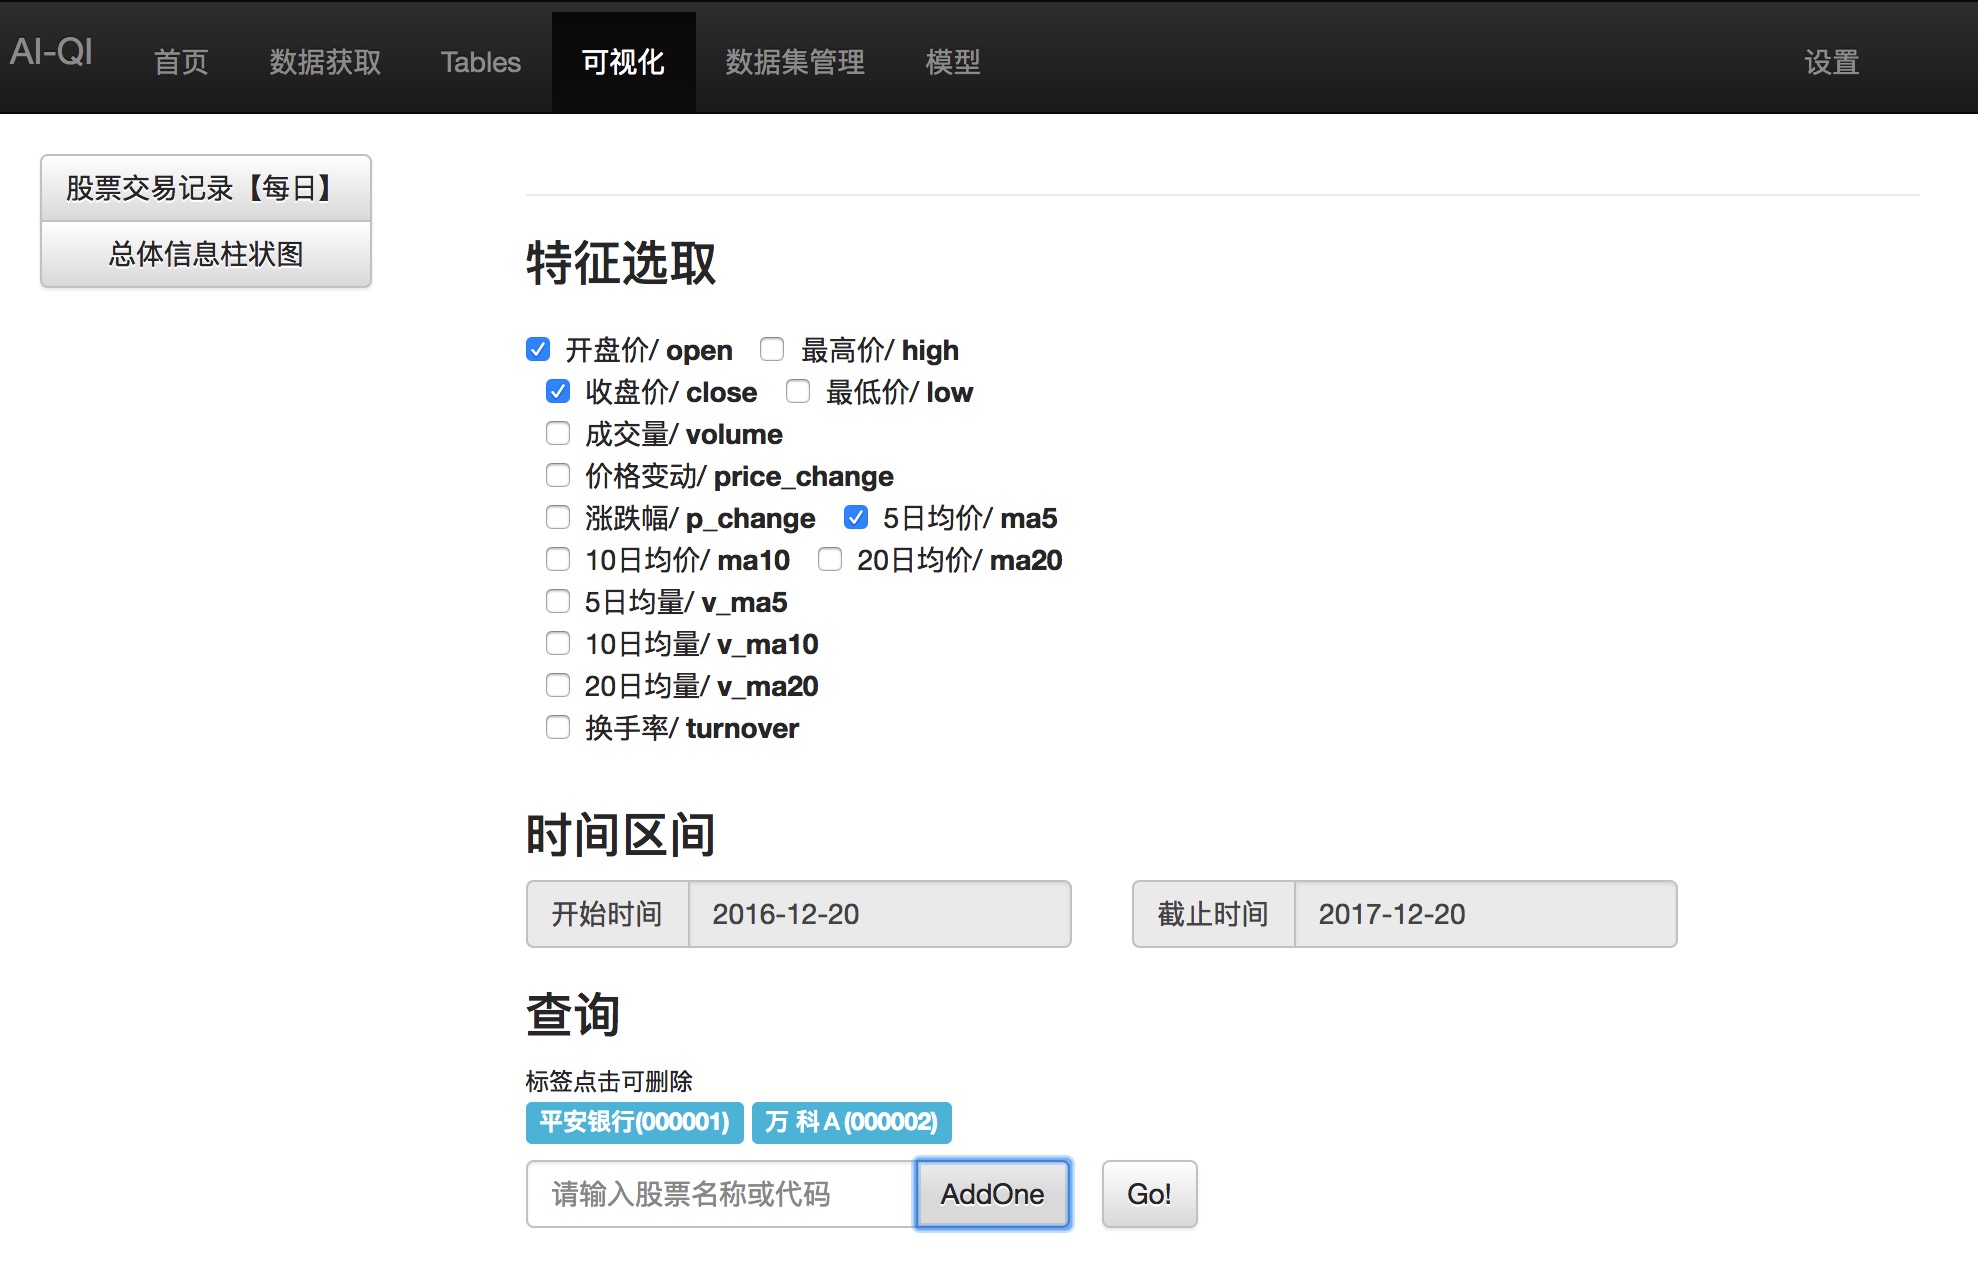 AI-QI 首页 数据获取 Tables 可视化 数据集管理 模型 设置
股票交易记录【每日】
总体信息柱状图
特征选取
开盘价/ open 最高价/ high
收盘价/ close 最低价/ low
成交量/ volume
价格变动/ price_change
涨跌幅/ p_change 5日均价/ ma5
10日均价/ ma10 20日均价/ ma20
5日均量/ v_ma5
10日均量/ v_ma10
20日均量/ v_ma20
换手率/ turnover
时间区间
开始时间 2016-12-20 截止时间 2017-12-20
查询
标签点击可删除
平安银行(000001) 万 科Ａ(000002)
请输入股票名称或代码 AddOne Go!